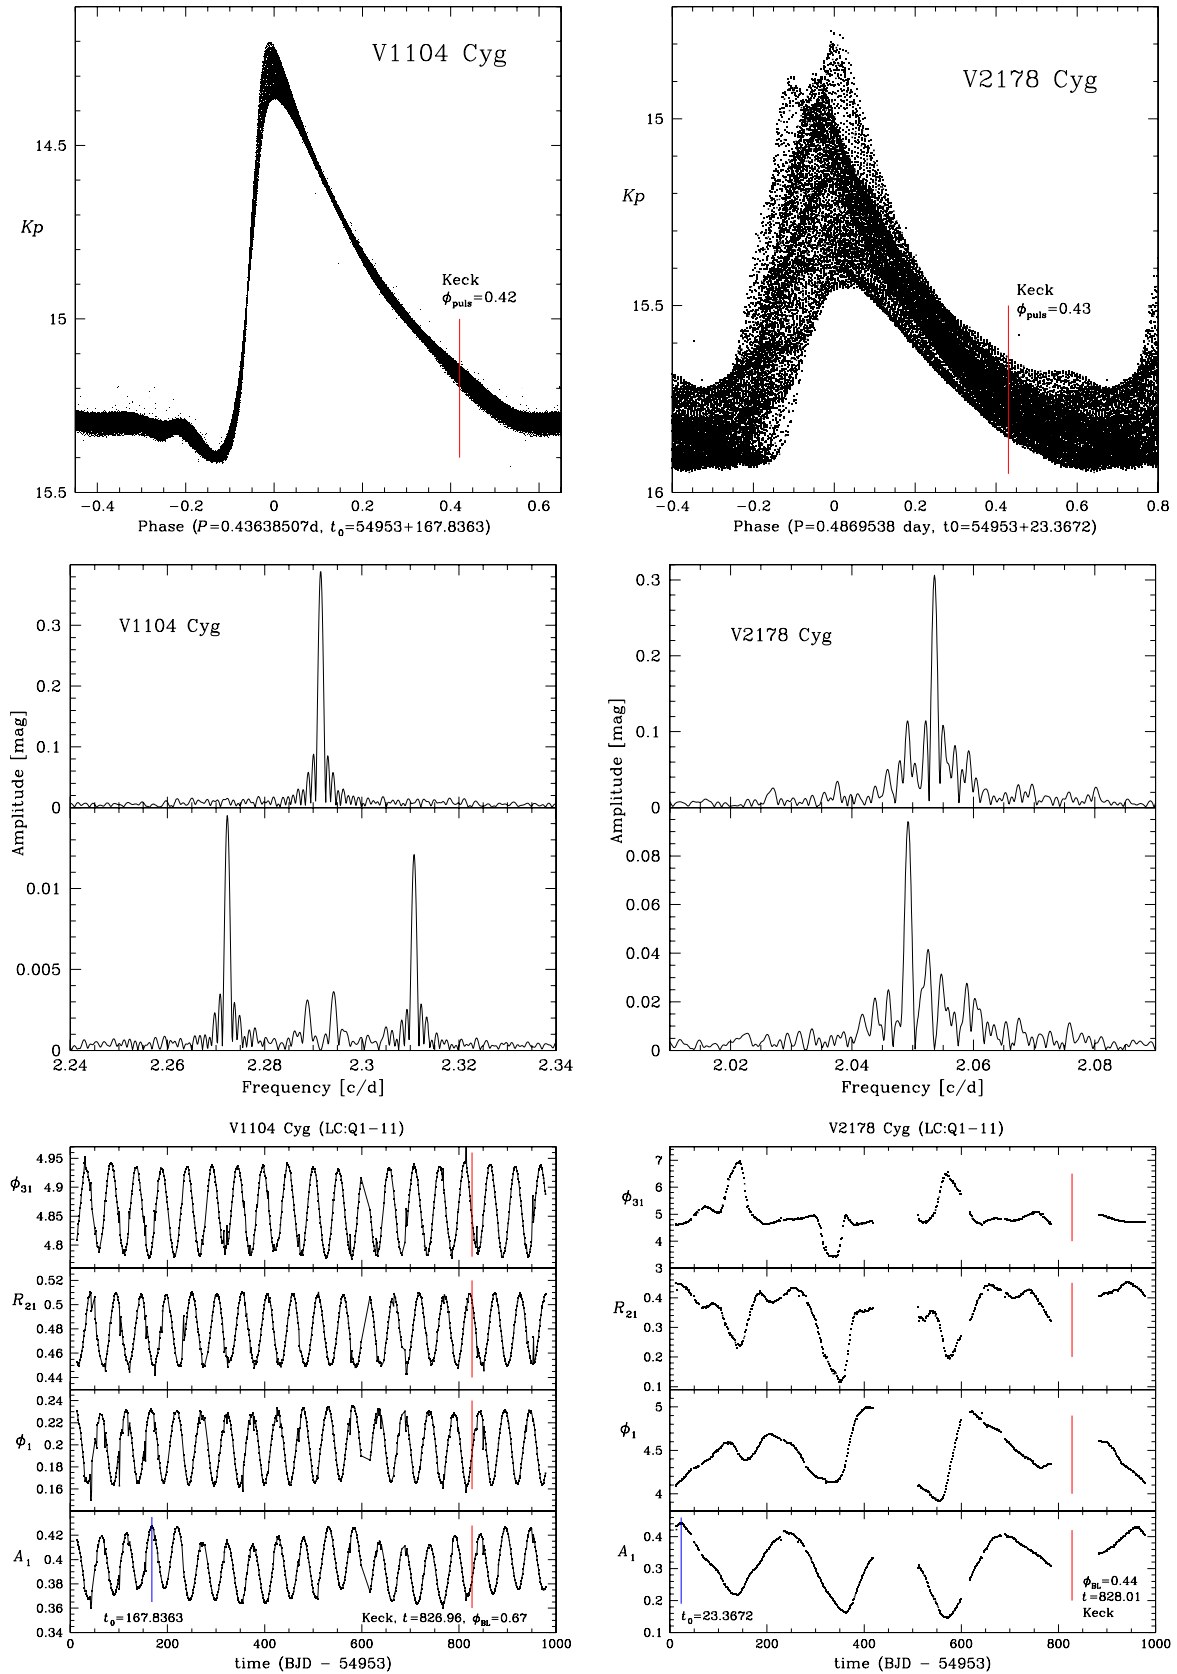 V1104 Cyg
14.5
Kp
Keck
ϕpuls=0.42
15
15.5
−0.4 −0.2 0 0.2 0.4 0.6
Phase (P=0.43638507d, t0=54953+167.8363)
V2178 Cyg
15
Kp
Keck
ϕpuls=0.43
15.5
16
−0.4 −0.2 0 0.2 0.4 0.6 0.8
Phase (P=0.4869538 day, t0=54953+23.3672)
V1104 Cyg
0.3
0.2
0.1
0
Amplitude [mag]
0.01
0.005
0
2.24 2.26 2.28 2.3 2.32 2.34
Frequency [c/d]
V2178 Cyg
0.3
0.2
0.1
0
Amplitude [mag]
0.08
0.06
0.04
0.02
0
2.02 2.04 2.06 2.08
Frequency [c/d]
V1104 Cyg (LC:Q1−11)
4.95
4.9
4.85
4.8
ϕ31
0.52
0.5
0.48
0.46
0.44
R21
0.24
0.2
0.18
0.16
ϕ1
0.42
0.4
0.38
0.36
0.34
A1
t0=167.8363
Keck, t=826.96, ϕBL=0.67
0 200 400 600 800 1000
time (BJD − 54953)
V2178 Cyg (LC:Q1−11)
7
6
5
4
3
ϕ31
0.4
0.3
0.2
0.1
R21
5
4.5
4
ϕ1
0.4
0.3
0.2
0.1
A1
t0=23.3672
ϕBL=0.44
t=828.01
Keck
0 200 400 600 800 1000
time (BJD − 54953)